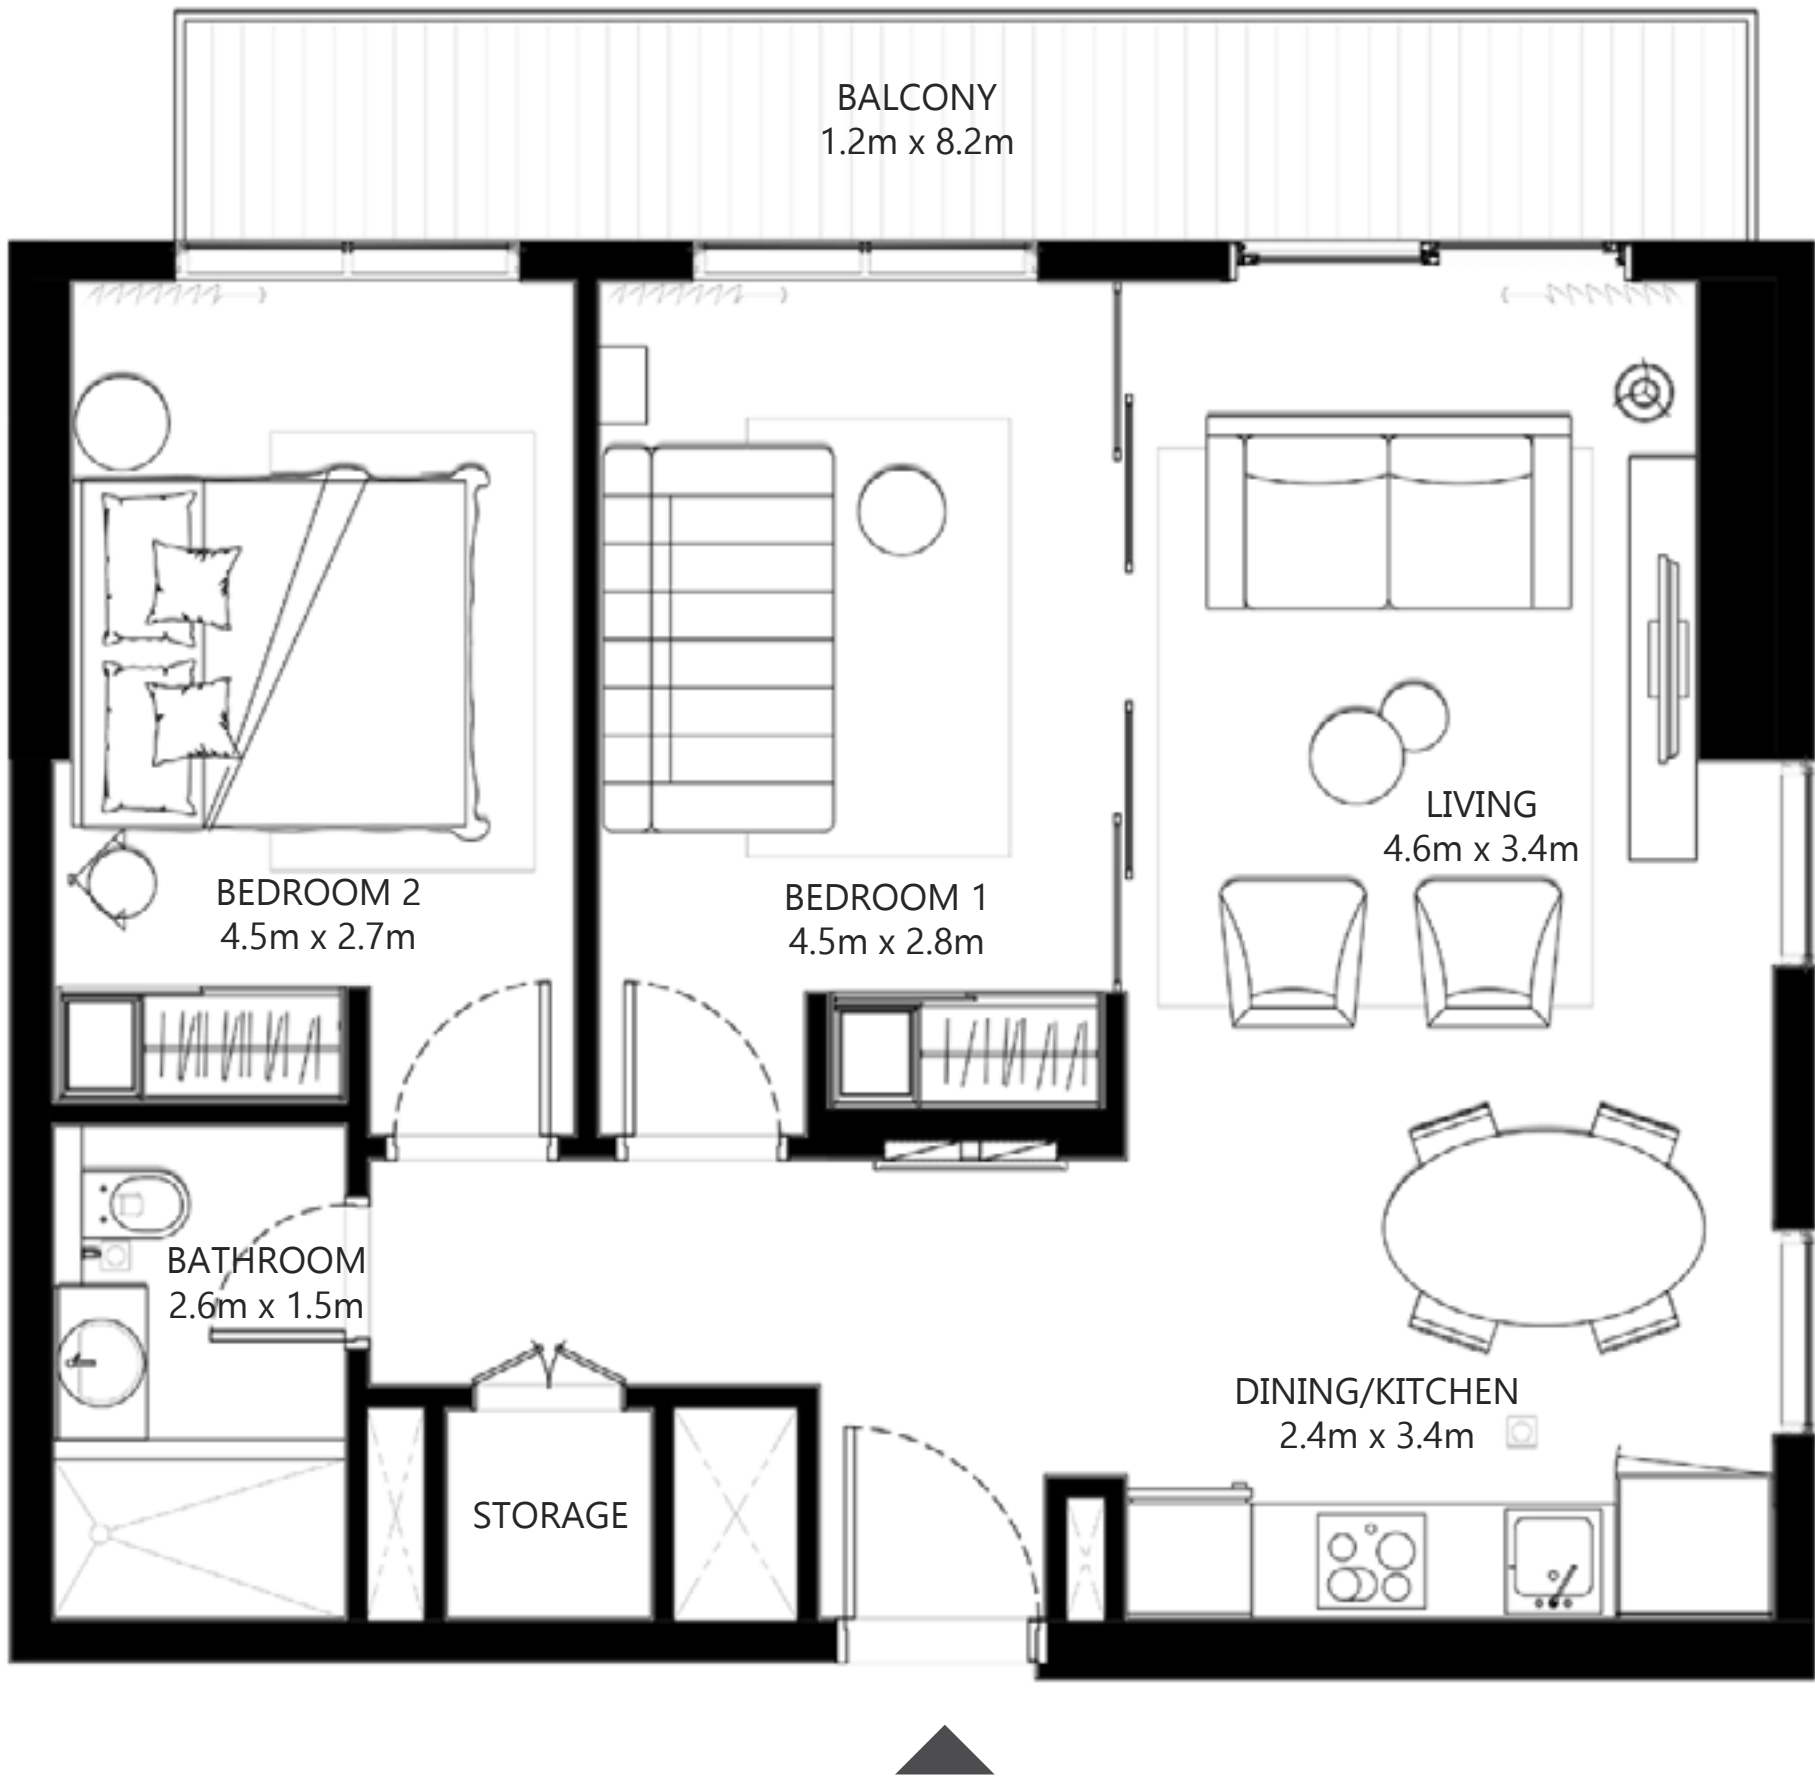 BALCONY
1.2m x 8.2m
LIVING
4.6m x 3.4m
BEDROOM 2
4.5m x 2.7m
BEDROOM 1
4.5m x 2.8m
BATHROOM
2.6m x 1.5m
DINING/KITCHEN
2.4m x 3.4m
STORAGE